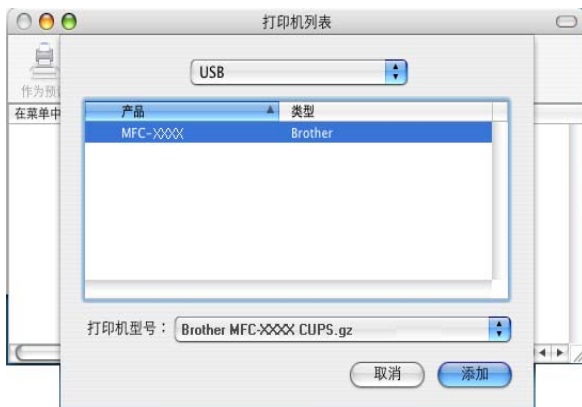 打印机列表
作为预
在菜单中
USB
产品 类型
MFC-XXXX Brother
打印机型号： Brother MFC-XXXX CUPS.gz
取消 添加